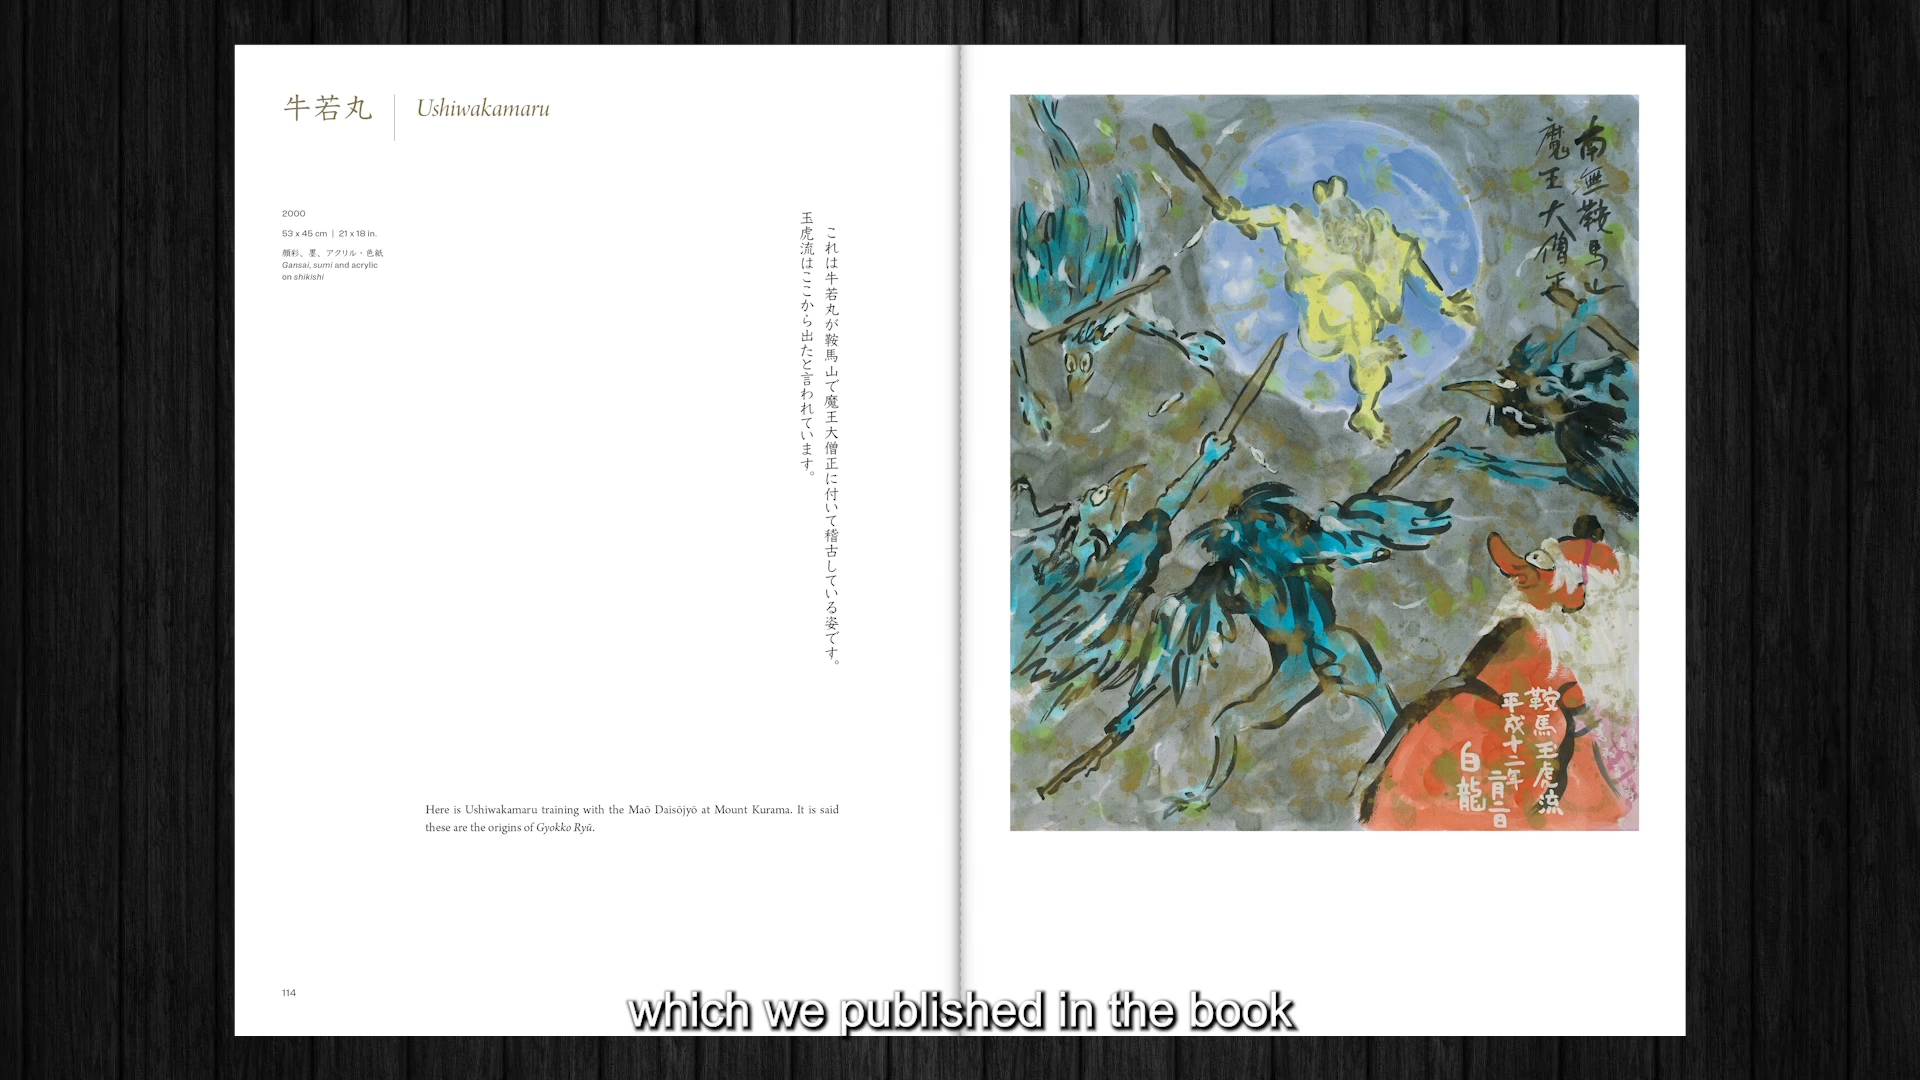 牛若丸
Ushiwakamaru
2000
53 x 45 cm | 21 x 18 in.
顔彩、墨、アクリル・色紙
Gansai, sumi and acrylic
on shikishi
これは牛若丸が鞍馬山で魔王大僧正に付いて稽古している姿です。
玉虎流はここから出たと言われています。
Here is Ushiwakamaru training with the Maō Daisōjyō at Mount Kurama. It is said
these are the origins of Gyokko Ryū.
114
南無鞍馬山
魔王大僧正
鞍馬玉虎流
平成十二年
二月二日
白龍
which we published in the book